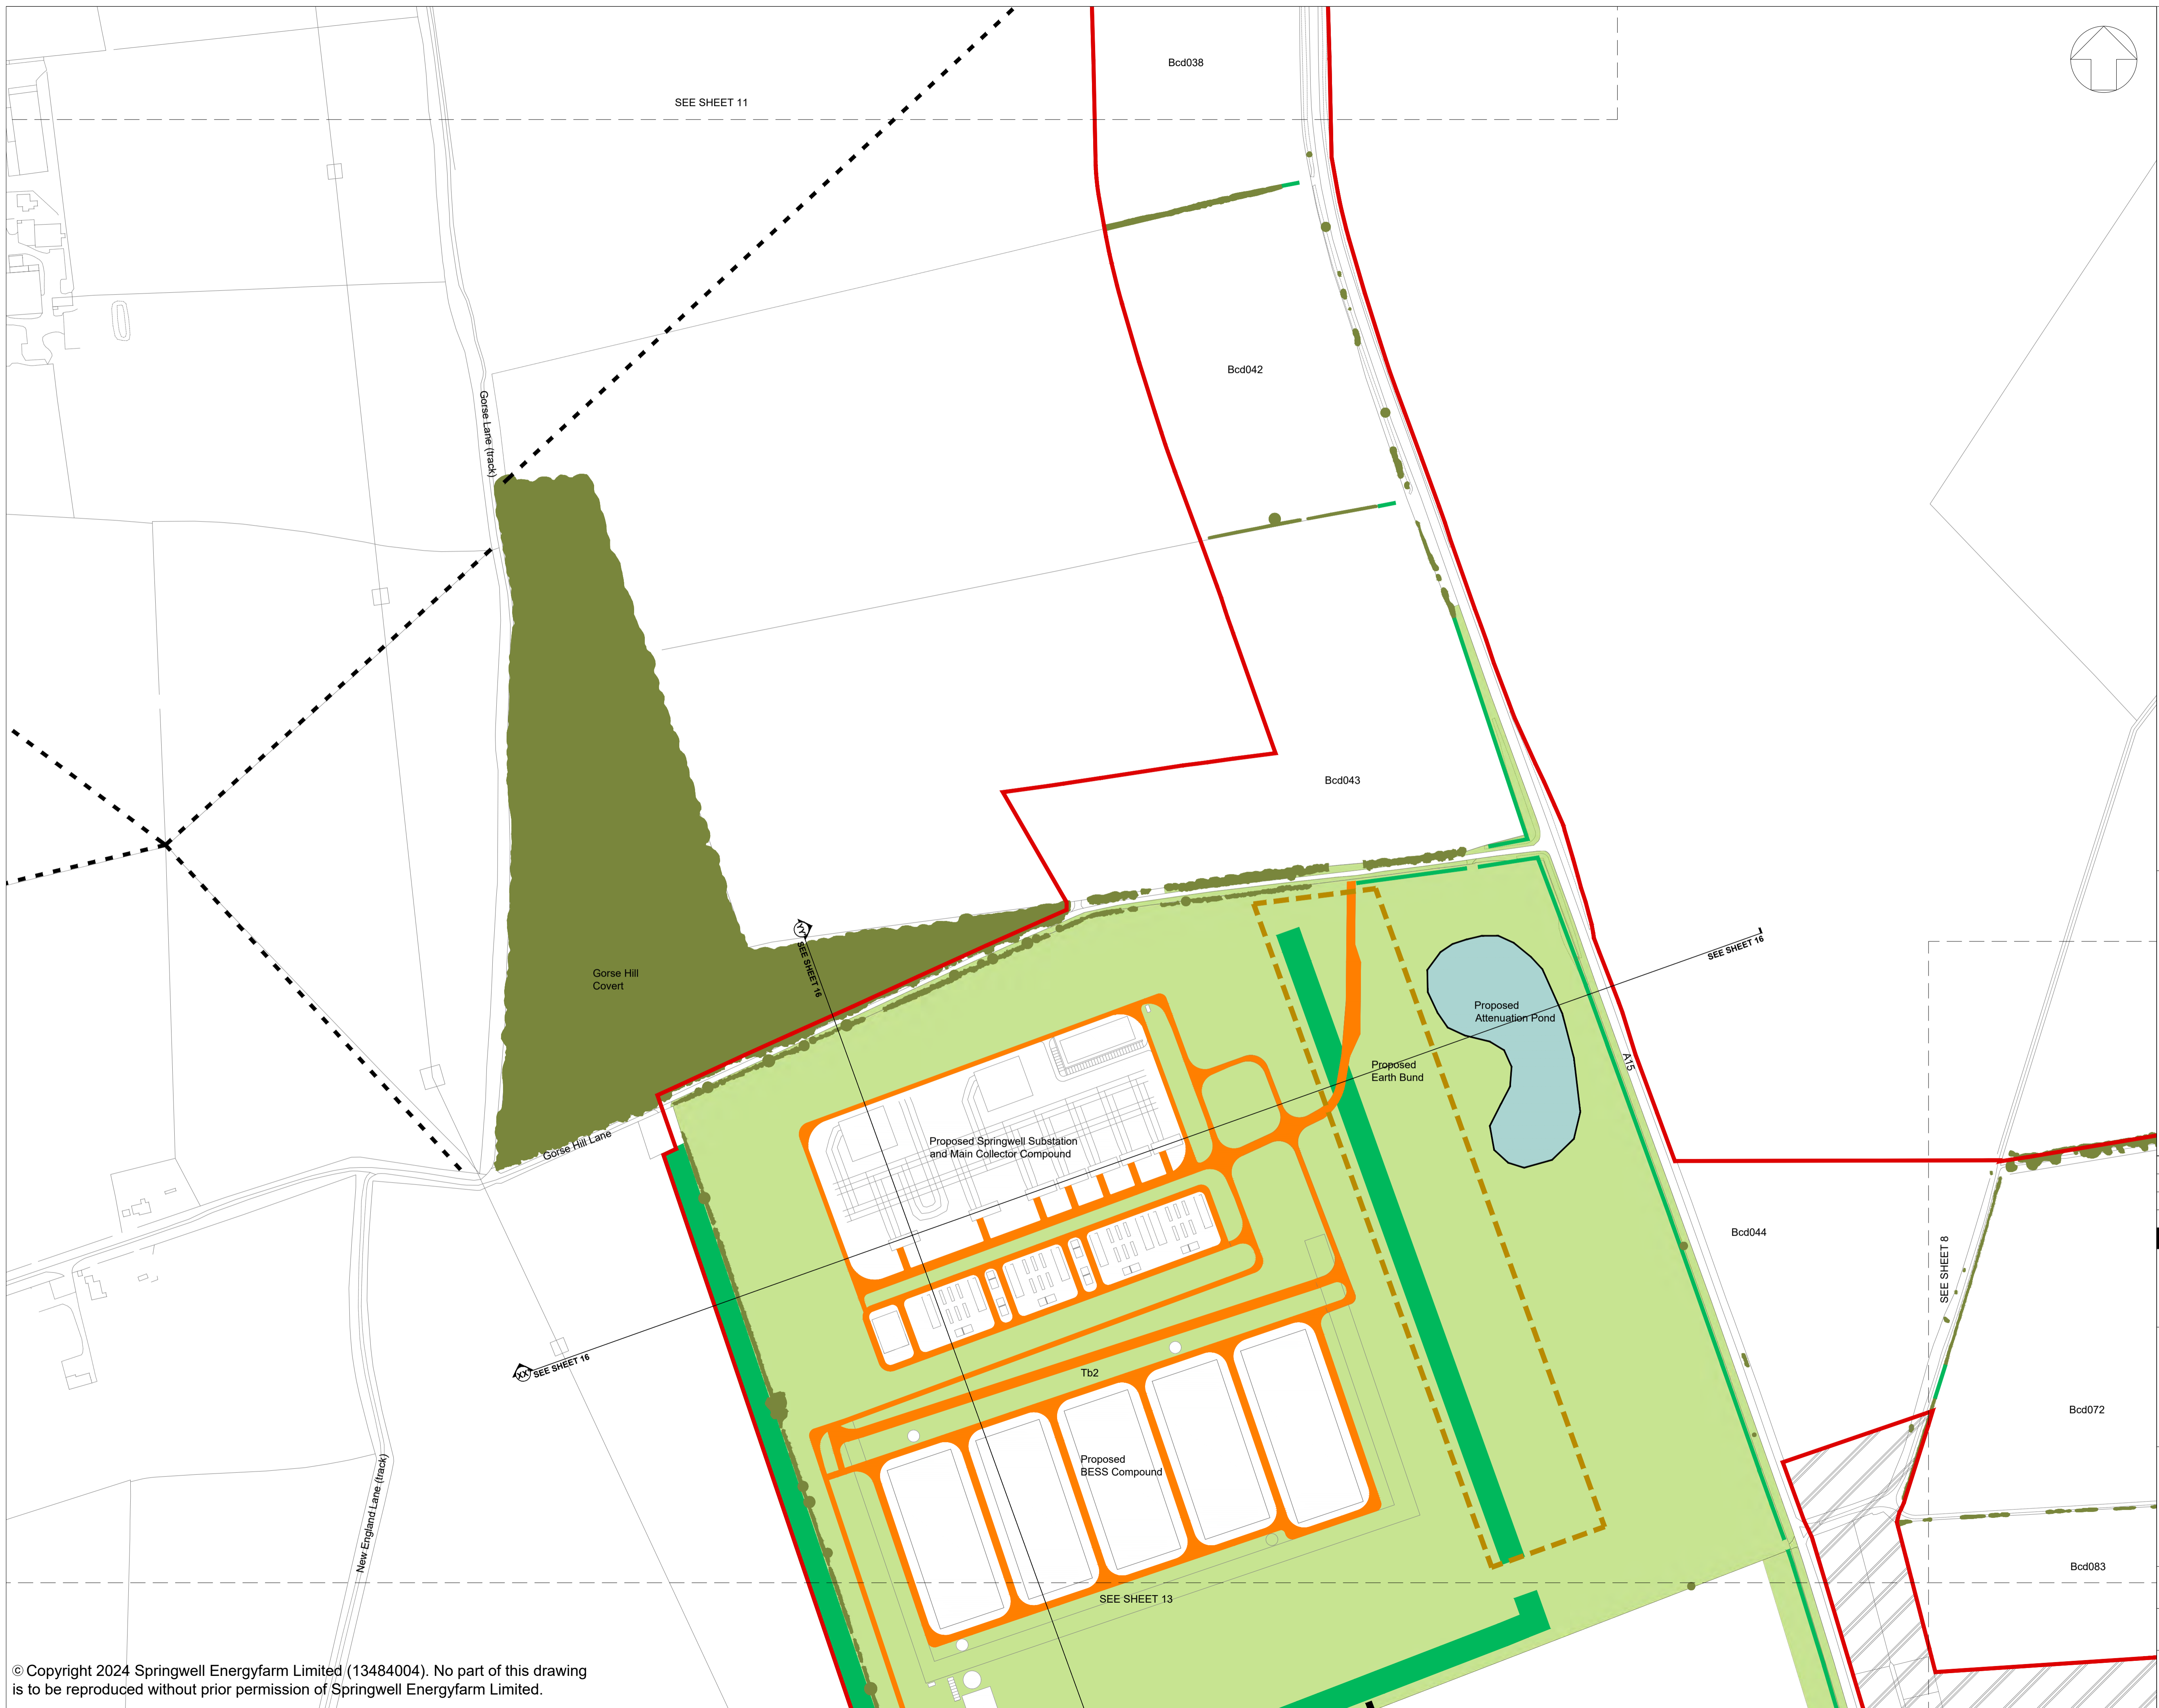 Bcd038
SEE SHEET 11
Bcd042
Gorse Lane (track)
Bcd043
YY'
SEE SHEET 16
SEE SHEET 16
Gorse Hill
Covert
Proposed
Attenuation Pond
A15
Proposed
Earth Bund
Gorse Hill Lane
Proposed Springwell Substation
and Main Collector Compound
Bcd044
SEE SHEET 8
XX'
SEE SHEET 16
Tb2
Bcd072
Proposed
BESS Compound
New England Lane (track)
Bcd083
SEE SHEET 13
© Copyright 2024 Springwell Energyfarm Limited (13484004). No part of this drawing
is to be reproduced without prior permission of Springwell Energyfarm Limited.